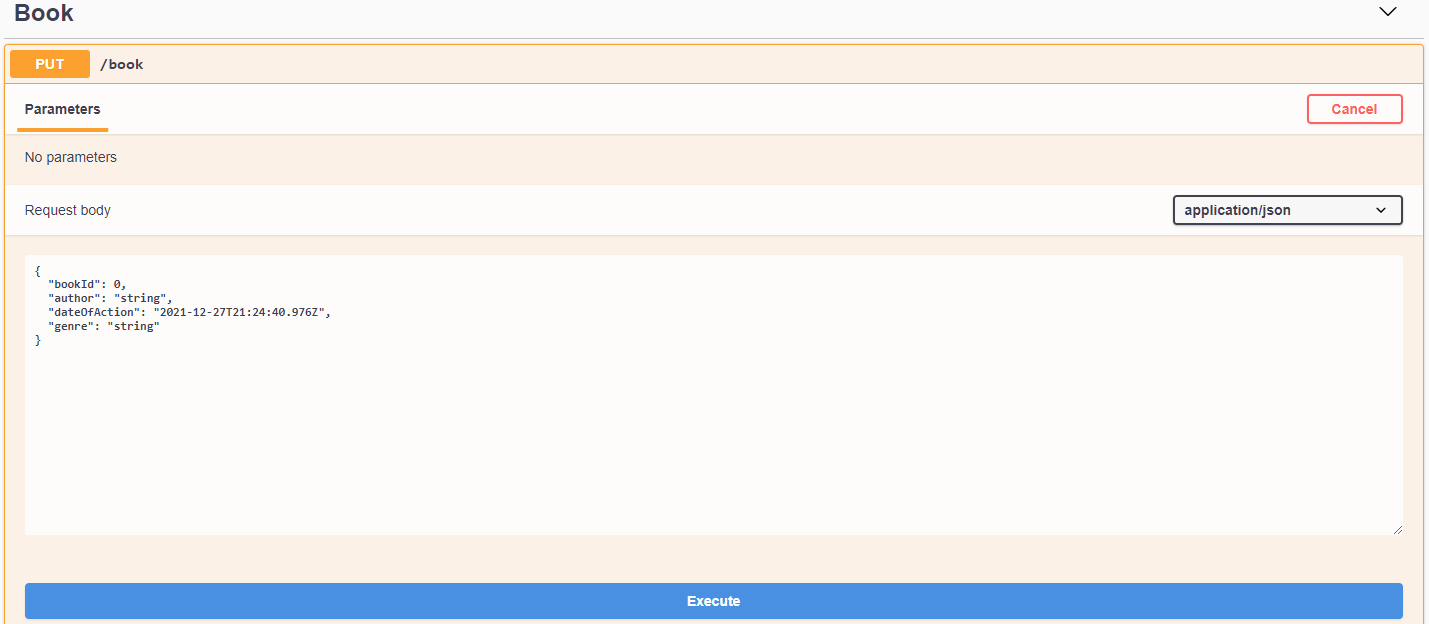 Book
PUT /book
Parameters
Cancel
No parameters
Request body
application/json
{
  "bookId": 0,
  "author": "string",
  "dateOfAction": "2021-12-27T21:24:40.976Z",
  "genre": "string"
}
Execute